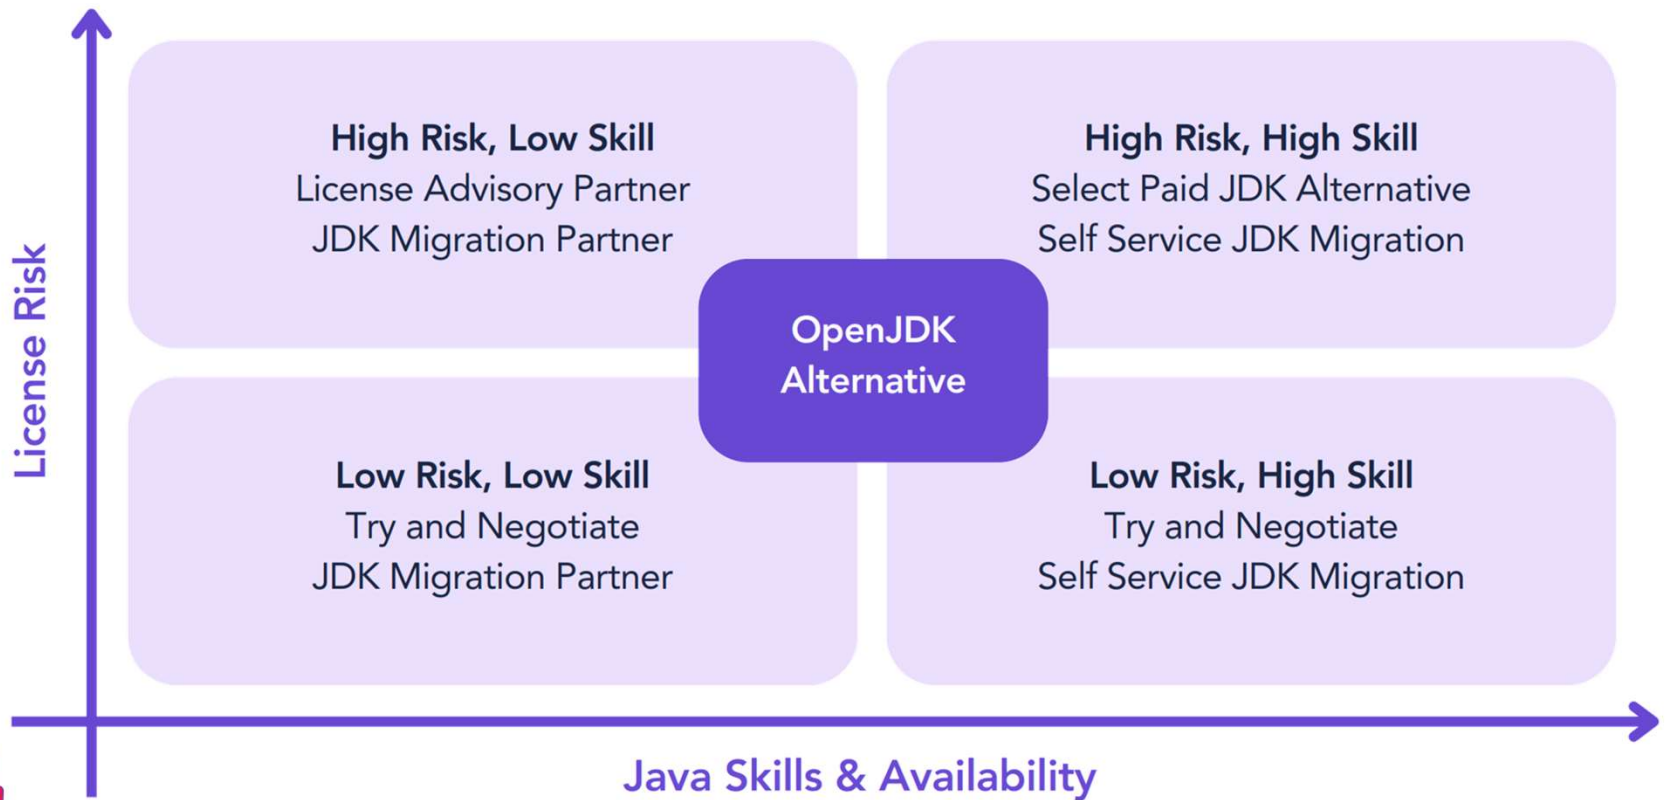 High Risk, Low Skill
License Advisory Partner
JDK Migration Partner
High Risk, High Skill
Select Paid JDK Alternative
Self Service JDK Migration
License Risk
OpenJDK
Alternative
Low Risk, Low Skill
Try and Negotiate
JDK Migration Partner
Low Risk, High Skill
Try and Negotiate
Self Service JDK Migration
Java Skills & Availability